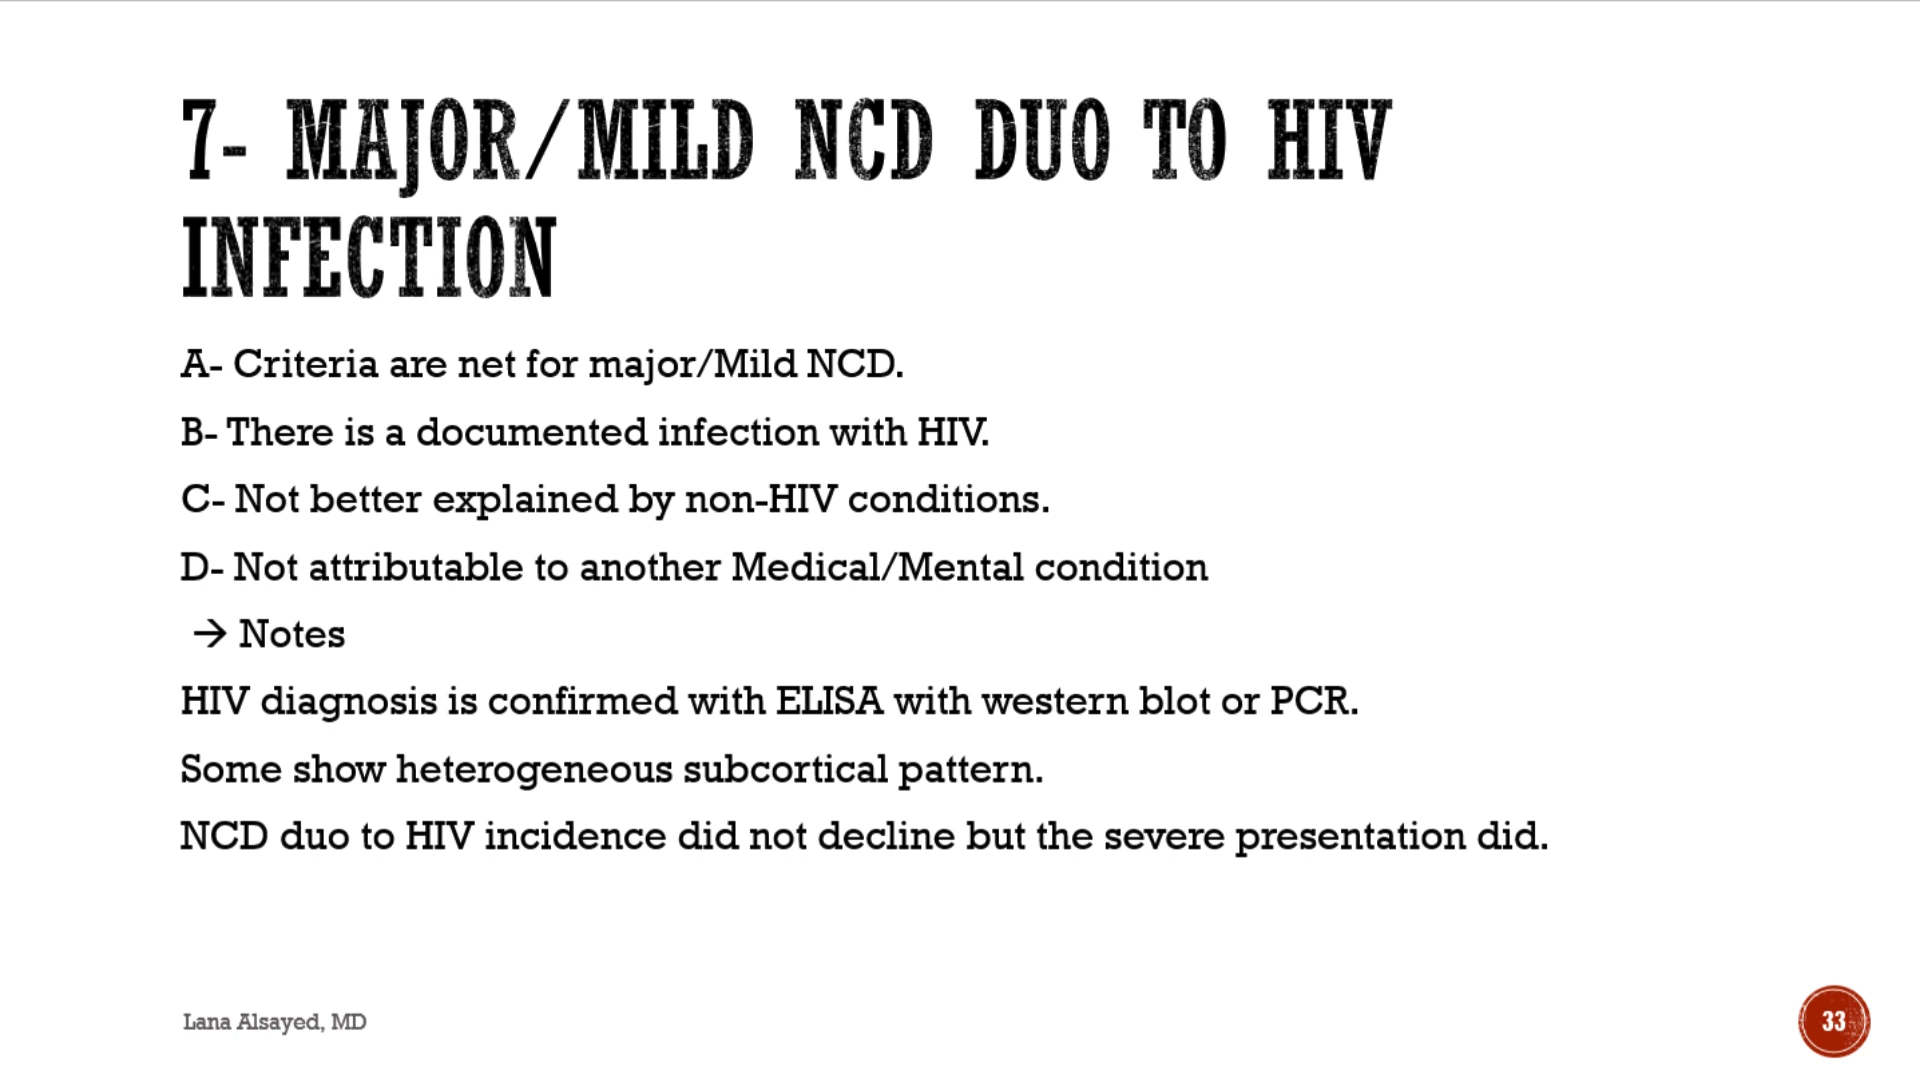 7- MAJOR/MILD NCD DUO TO HIV
INFECTION
A- Criteria are net for major/Mild NCD.
B- There is a documented infection with HIV.
C- Not better explained by non-HIV conditions.
D- Not attributable to another Medical/Mental condition
→ Notes
HIV diagnosis is confirmed with ELISA with western blot or PCR.
Some show heterogeneous subcortical pattern.
NCD duo to HIV incidence did not decline but the severe presentation did.
Lana Alsayed, MD
33